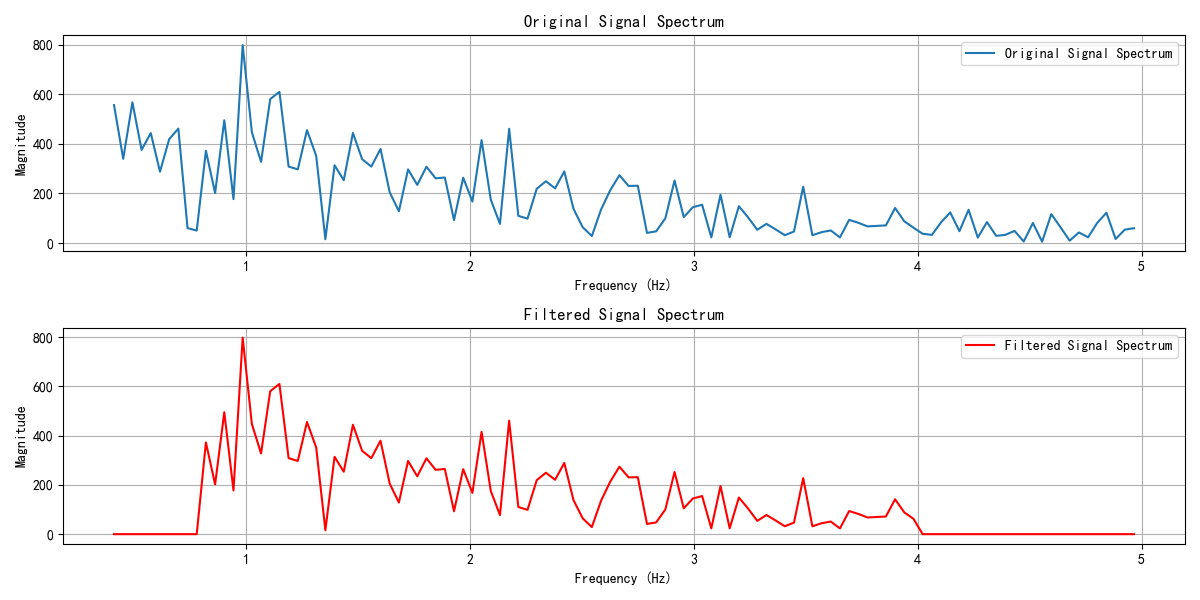 Original Signal Spectrum
800
600
400
200
0
Magnitude
Original Signal Spectrum
1
2
3
4
5
Frequency (Hz)
Filtered Signal Spectrum
800
600
400
200
0
Magnitude
Filtered Signal Spectrum
1
2
3
4
5
Frequency (Hz)